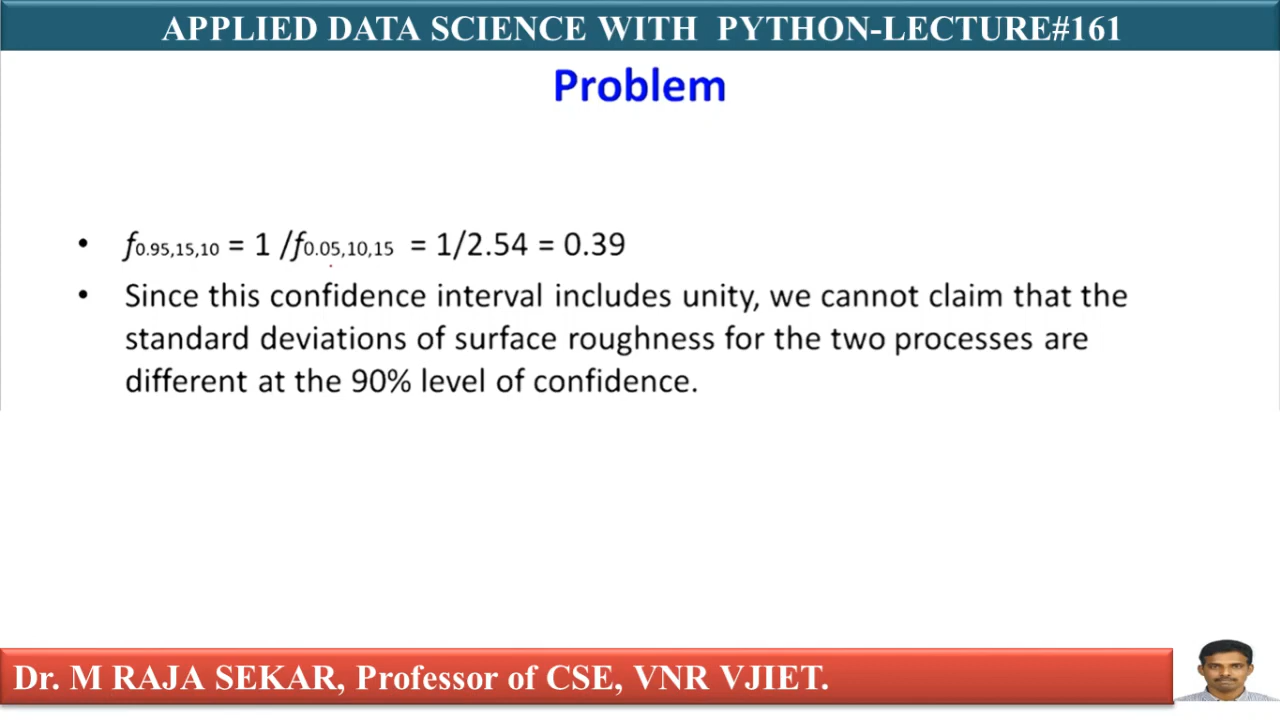 APPLIED DATA SCIENCE WITH PYTHON-LECTURE#161
Problem
• f0.95,15,10 = 1 /f0.05,10,15 = 1/2.54 = 0.39
• Since this confidence interval includes unity, we cannot claim that the
standard deviations of surface roughness for the two processes are
different at the 90% level of confidence.
Dr. M RAJA SEKAR, Professor of CSE, VNR VJIET.